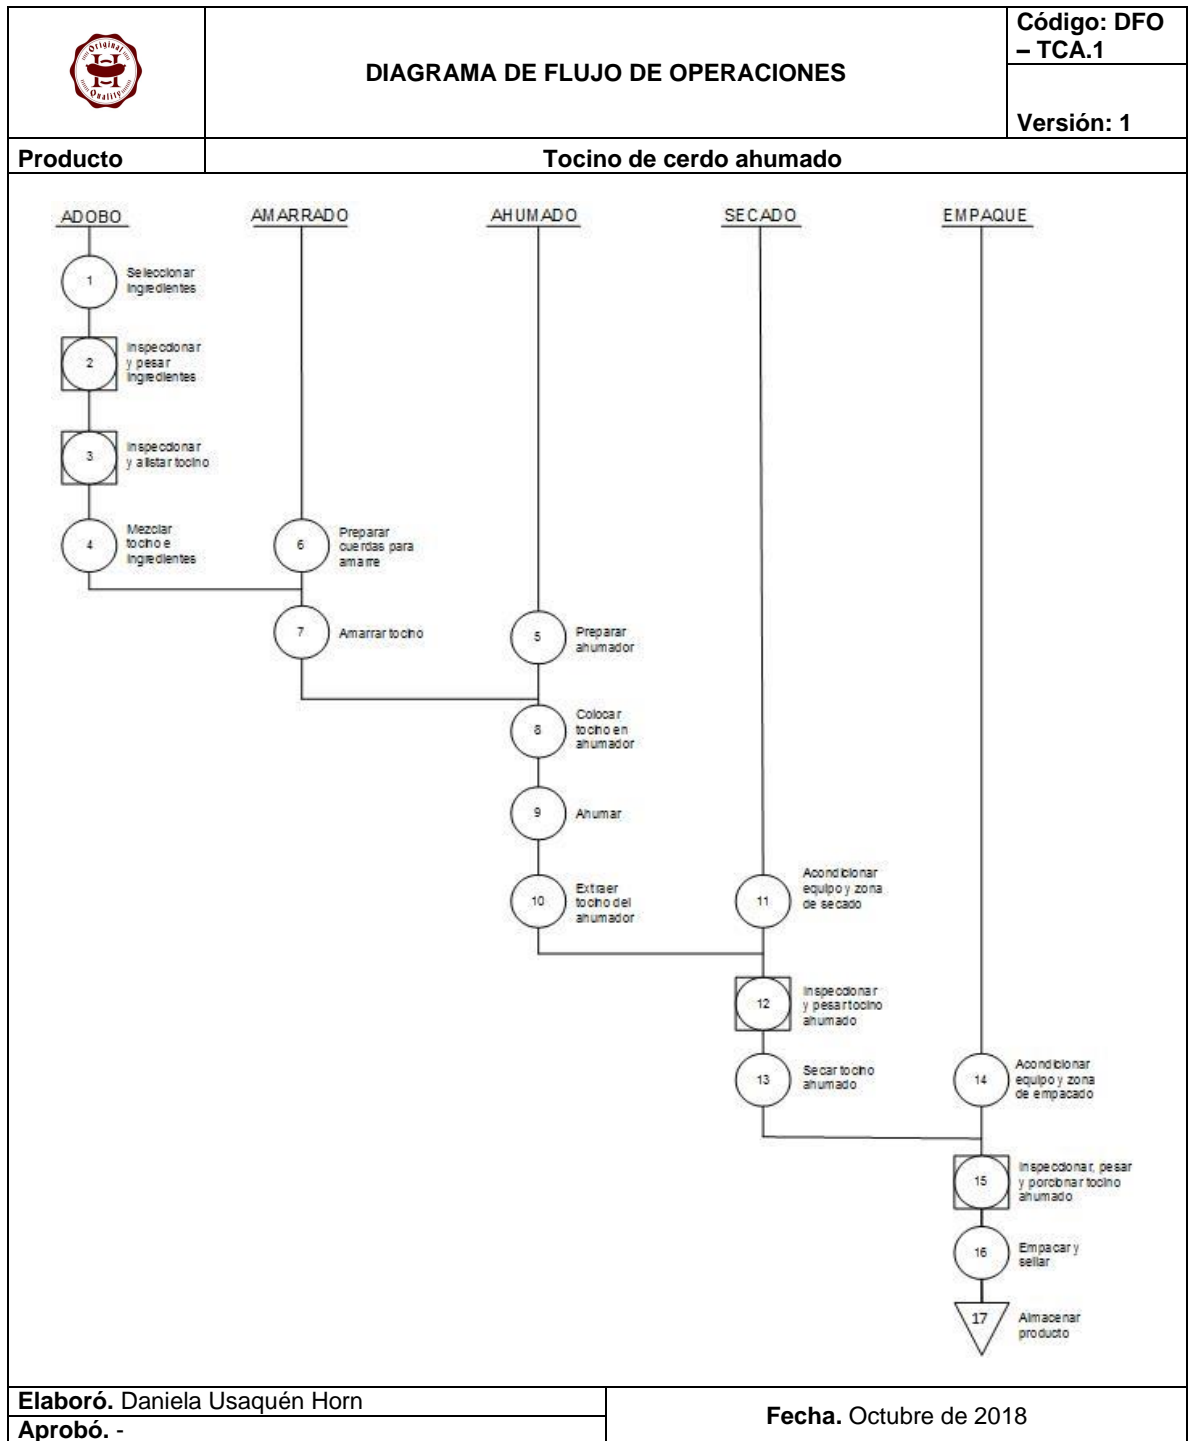 Original
H
Quality
DIAGRAMA DE FLUJO DE OPERACIONES
Código: DFO
– TCA.1
Versión: 1
Producto
Tocino de cerdo ahumado
ADOBO
AMARRADO
AHUMADO
SECADO
EMPAQUE
1
Seleccionar
ingredientes
2
Inspeccionar
y pesar
ingredientes
3
Inspeccionar
y alistar tocino
4
Mezclar
tocino e
ingredientes
6
Preparar
cuerdas para
amarre
7
Amarrar tocino
5
Preparar
ahumador
8
Colocar
tocino en
ahumador
9
Ahumar
10
Extraer
tocino del
ahumador
11
Acondicionar
equipo y zona
de secado
12
Inspeccionar
y pesar tocino
ahumado
13
Secar tocino
ahumado
14
Acondicionar
equipo y zona
de empacado
15
Inspeccionar, pesar
y porcionar tocino
ahumado
16
Empacar y
sellar
17
Almacenar
producto
Elaboró. Daniela Usaquén Horn
Aprobó. -
Fecha. Octubre de 2018